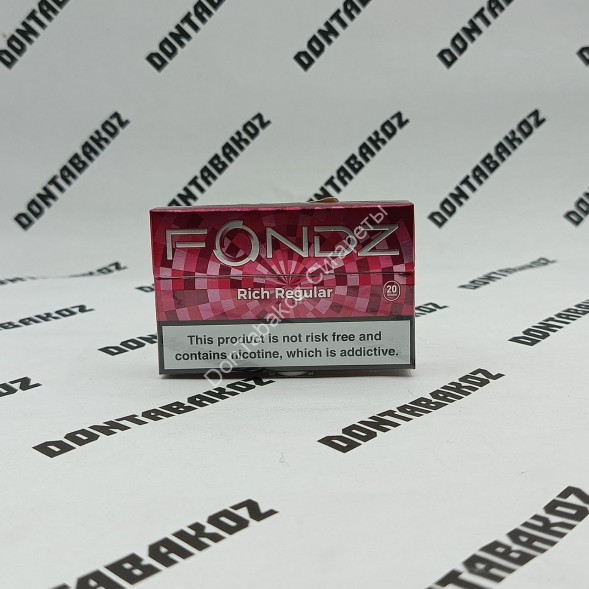 DONTABAKOZ
DONTABAKOZ
DONTABAKOZ
DONTABAKOZ
DONTABAKOZ
DONTABAKOZ
DONTABAKOZ
FONDZ
Rich Regular
20
This product is not risk free and
contains nicotine, which is addictive.
DonTabakoz Сигареты
DONTABAKOZ
DONTABAKOZ
DONTABAKOZ
DONTABAKOZ